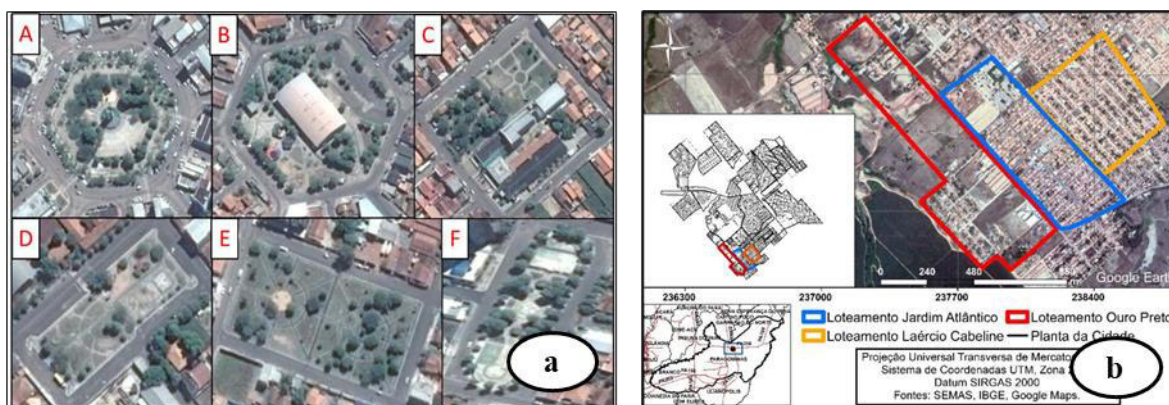 A
B
C
D
E
F
a
0 240 480
Google Earth
236300 237000 237700 238400
PARAGOMINAS
ULIANOPOLIS
Loteamento Jardim Atlântico
Loteamento Ouro Preto
Loteamento Laércio Cabeline
Planta da Cidade
Projeção Universal Transversa de Mercato
Sistema de Coordenadas UTM, Zona
Datum SIRGAS 2000
Fontes: SEMAS, IBGE, Google Maps.
b